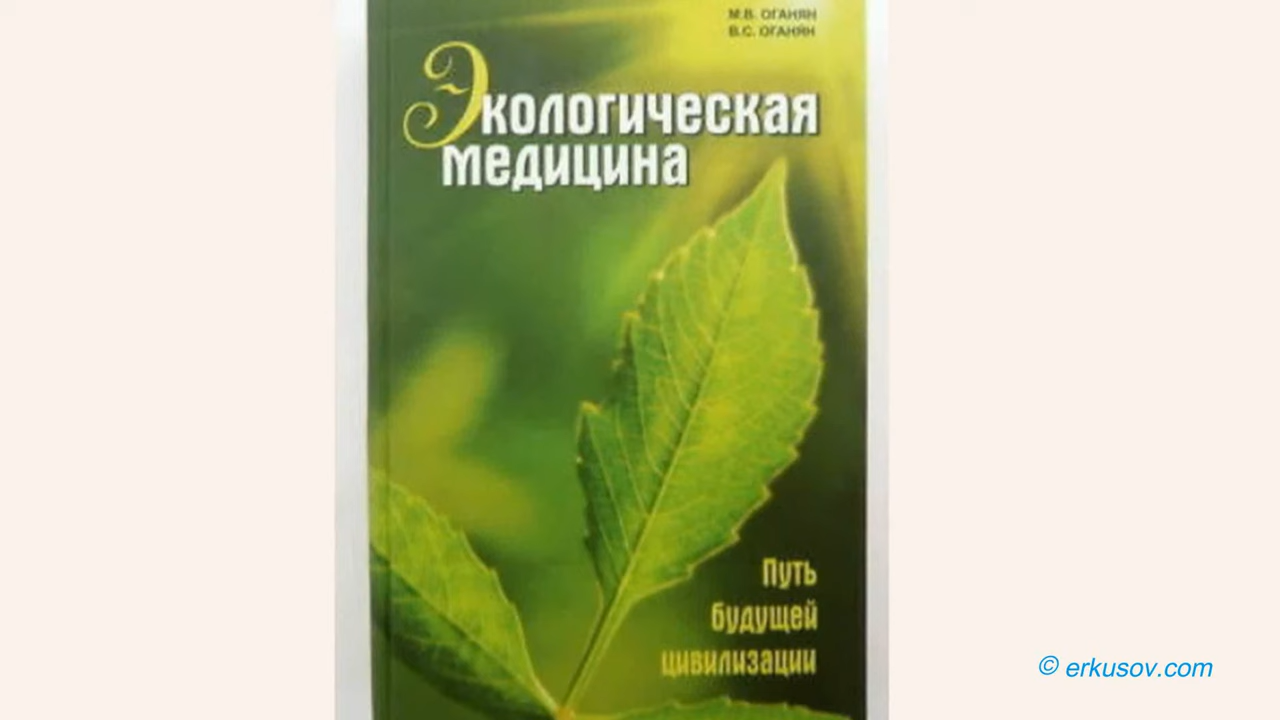 М.В. ОГАНЯН
В.С. ОГАНЯН
Экологическая
медицина
Путь
будущей
цивилизации
© erkusov.com